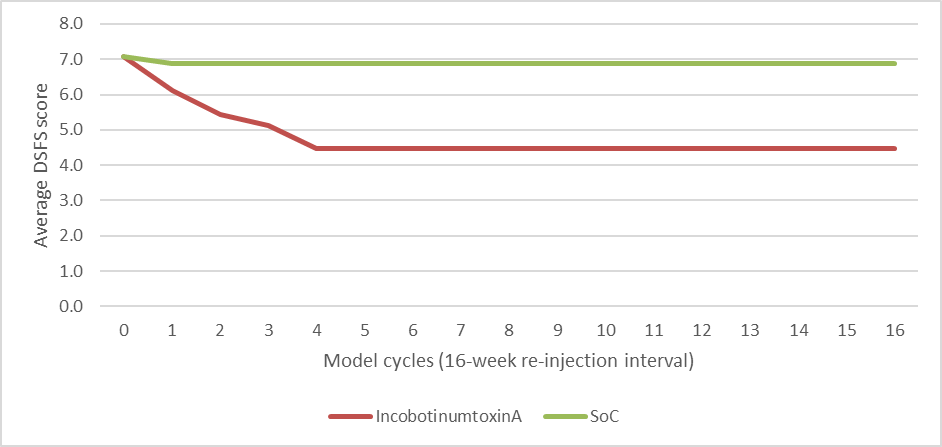 8.0
7.0
6.0
5.0
4.0
3.0
2.0
1.0
0.0
Average DSFS score
0 1 2 3 4 5 6 7 8 9 10 11 12 13 14 15 16
Model cycles (16-week re-injection interval)
IncobotinumtoxinA SoC